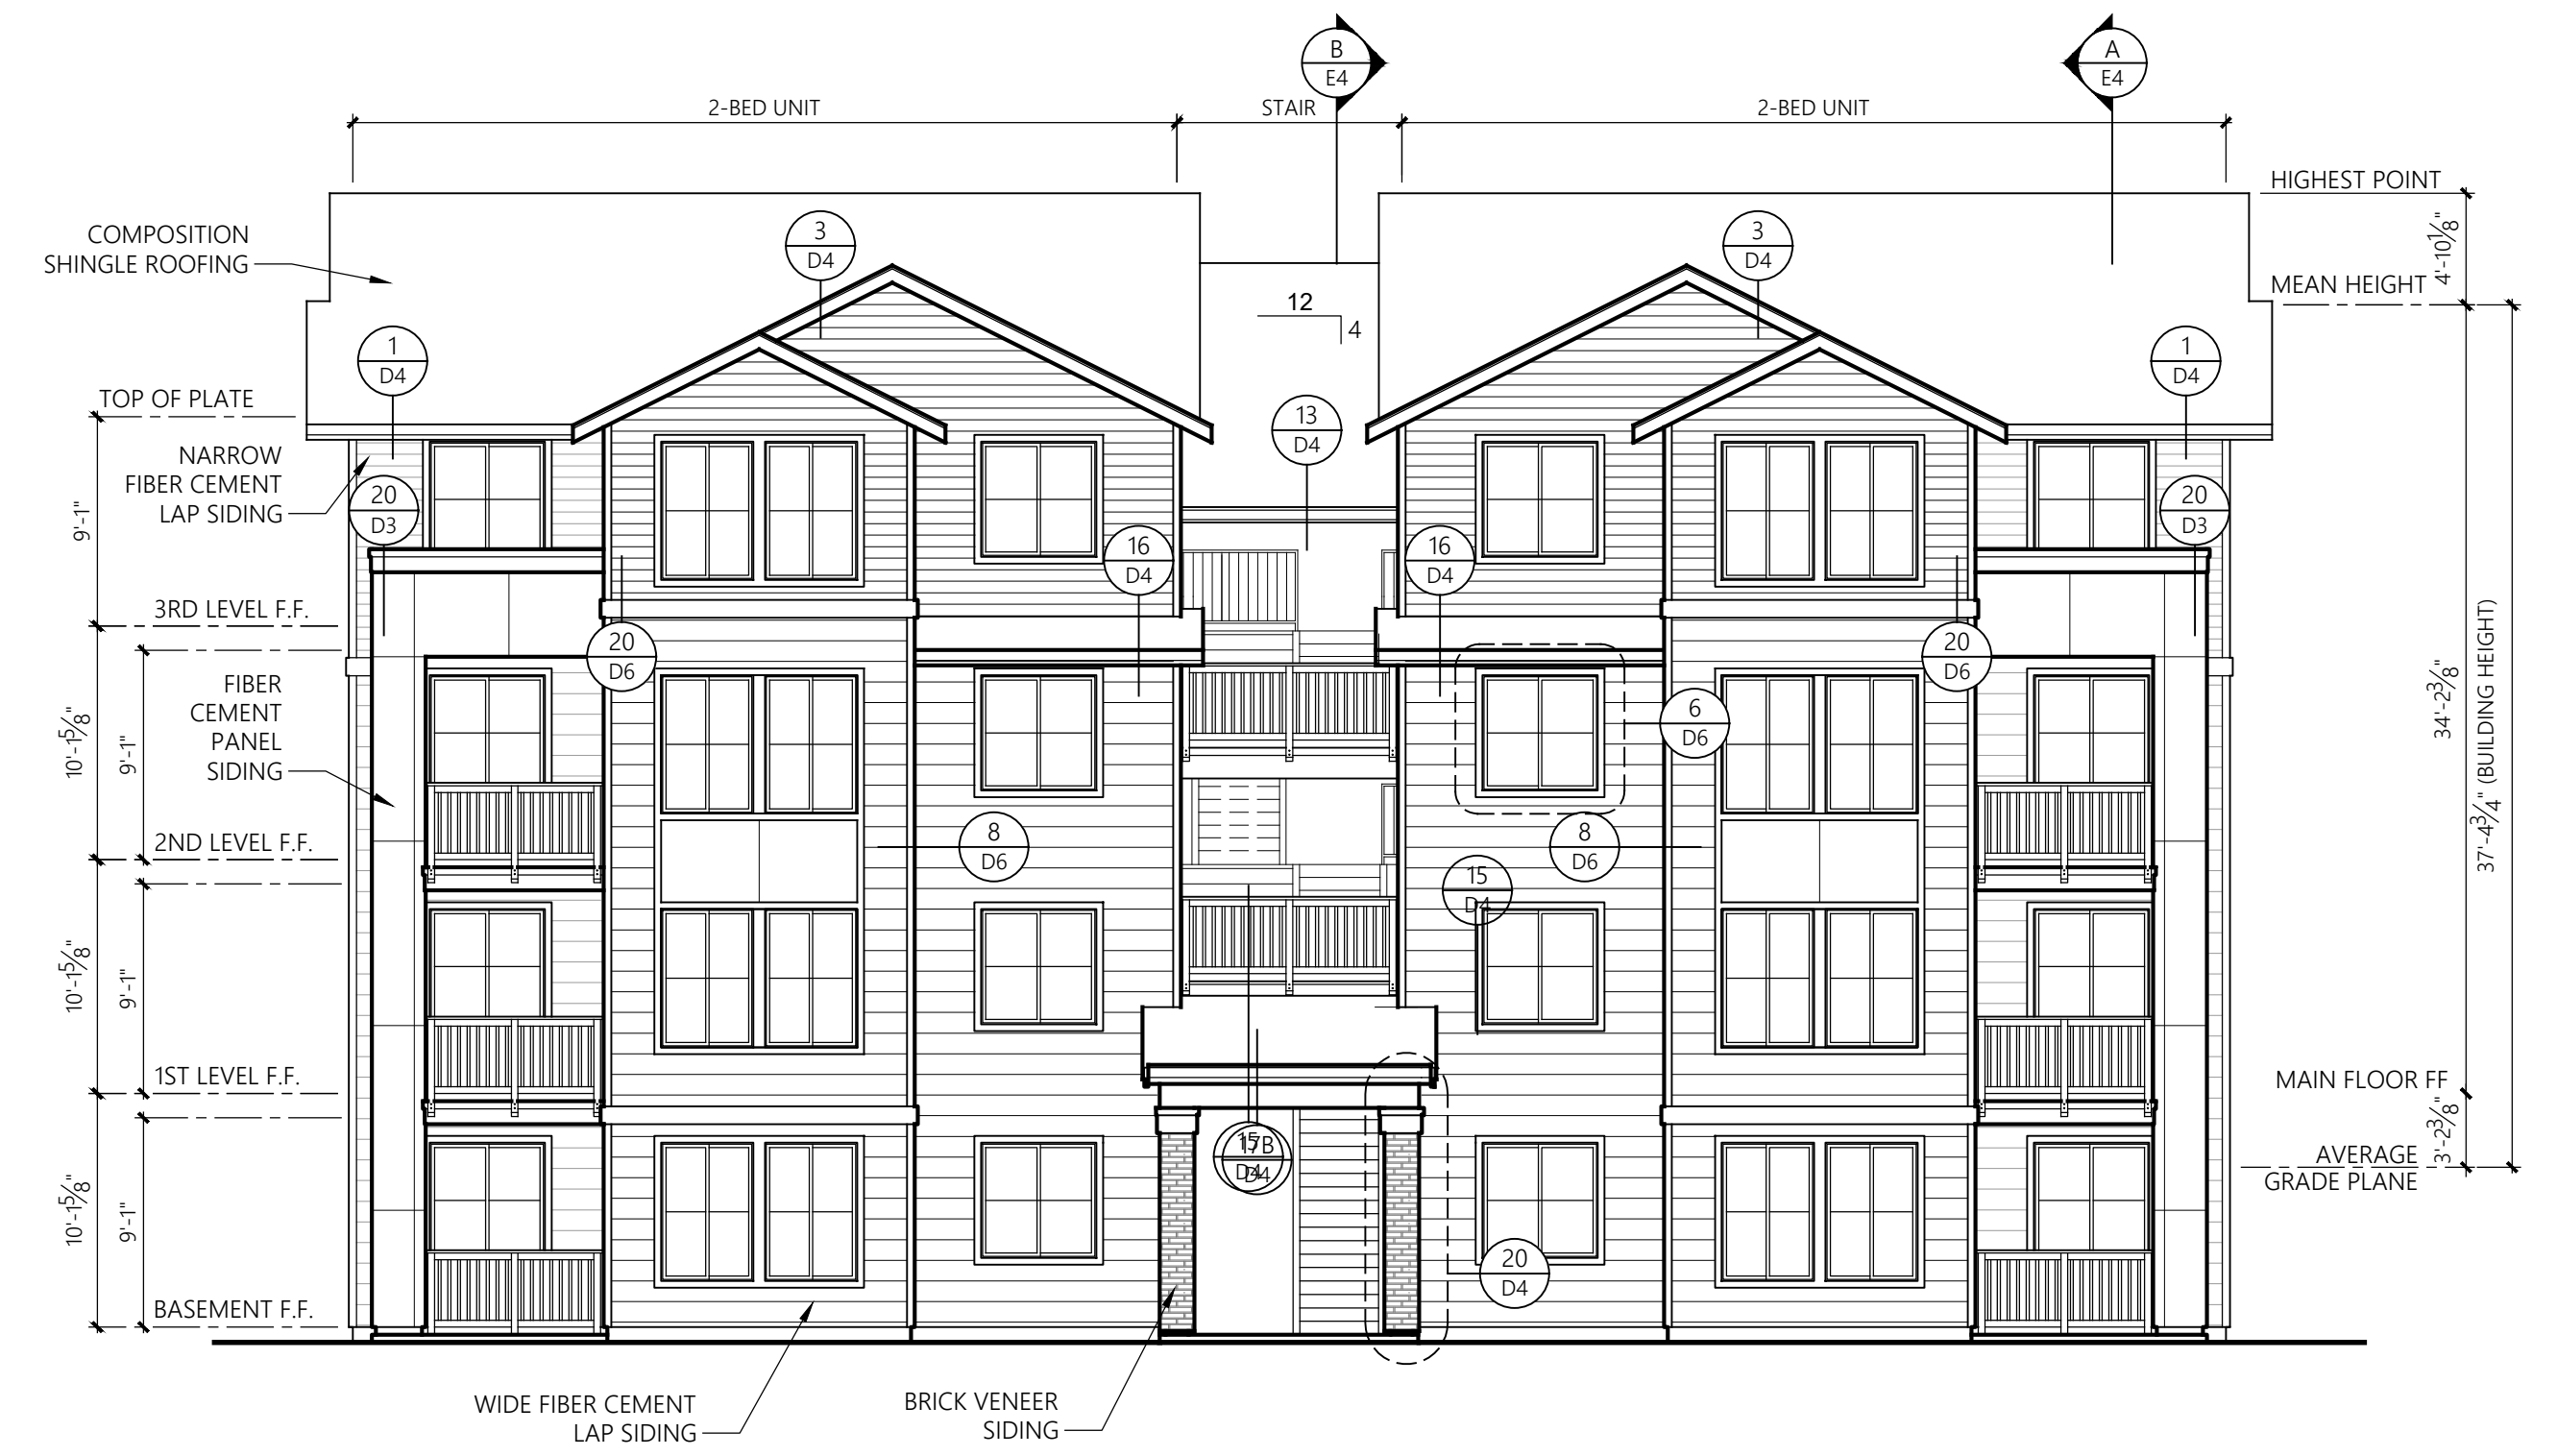 B
E4
A
E4
2-BED UNIT
STAIR
2-BED UNIT
HIGHEST POINT
COMPOSITION
SHINGLE ROOFING
3
D4
3
D4
4'-10 1/8"
MEAN HEIGHT
12
4
1
D4
1
D4
TOP OF PLATE
13
D4
NARROW
FIBER CEMENT
LAP SIDING
20
D3
20
D3
9'-1"
16
D4
16
D4
3RD LEVEL F.F.
20
D6
20
D6
FIBER
CEMENT
PANEL
SIDING
10'-1 5/8"
9'-1"
6
D6
34'-2 3/8"
37'-4 3/4" (BUILDING HEIGHT)
2ND LEVEL F.F.
8
D6
8
D6
15
D4
10'-1 5/8"
9'-1"
1ST LEVEL F.F.
MAIN FLOOR FF
3'-2 3/8"
15
D4
17B
D4
AVERAGE
GRADE PLANE
10'-1 5/8"
9'-1"
20
D4
BASEMENT F.F.
WIDE FIBER CEMENT
LAP SIDING
BRICK VENEER
SIDING